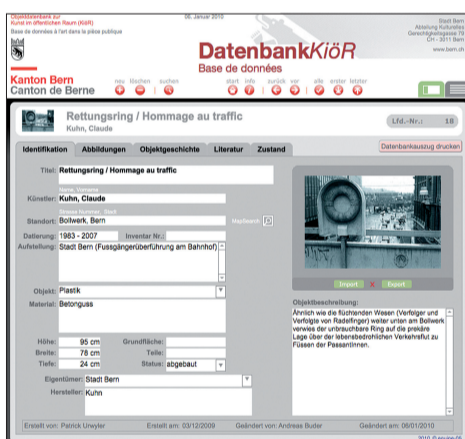 Objektdatenbank zur
Kunst im öffentlichen Raum (KiöR)
Base de données à l'art dans la pièce publique
06. Januar 2010
Stadt Bern
Abteilung Kulturelles
Gerechtigkeitsgasse 79
CH - 3011 Bern
www.bern.ch
DatenbankKiöR
Base de données
Kanton Bern
Canton de Berne
neu löschen suchen
start info zurück vor alle erster letzter
Rettungsring / Hommage au traffic
Kuhn, Claude
Lfd.-Nr.: 18
Identifikation Abbildungen Objektgeschichte Literatur Zustand
Datenbankauszug drucken
Titel: Rettungsring / Hommage au traffic
Name, Vorname
Künstler: Kuhn, Claude
Strasse Nummer, Stadt
Standort: Bollwerk, Bern
MapSearch
Datierung: 1983 - 2007 Inventar Nr.:
Aufstellung: Stadt Bern (Fussgängerüberführung am Bahnhof)
Objekt: Plastik
Material: Betonguss
Höhe: 95 cm Grundfläche:
Breite: 78 cm Teile:
Tiefe: 24 cm Status: abgebaut
Eigentümer: Stadt Bern
Hersteller: Kuhn
Import X Export
Objektbeschreibung:
Ähnlich wie die flüchtenden Wesen (Verfolger und
Verfolgte von Radelfinger) weiter unten am Bollwerk
verwies der unbrauchbare Ring auf die prekäre
Lage über der lebensbedrohlichen Verkehrsflut zu
Füssen der PassantInnen.
Erstellt von: Patrick Urwyler Erstellt am: 03/12/2009 Geändert von: Andreas Buder Geändert am: 06/01/2010